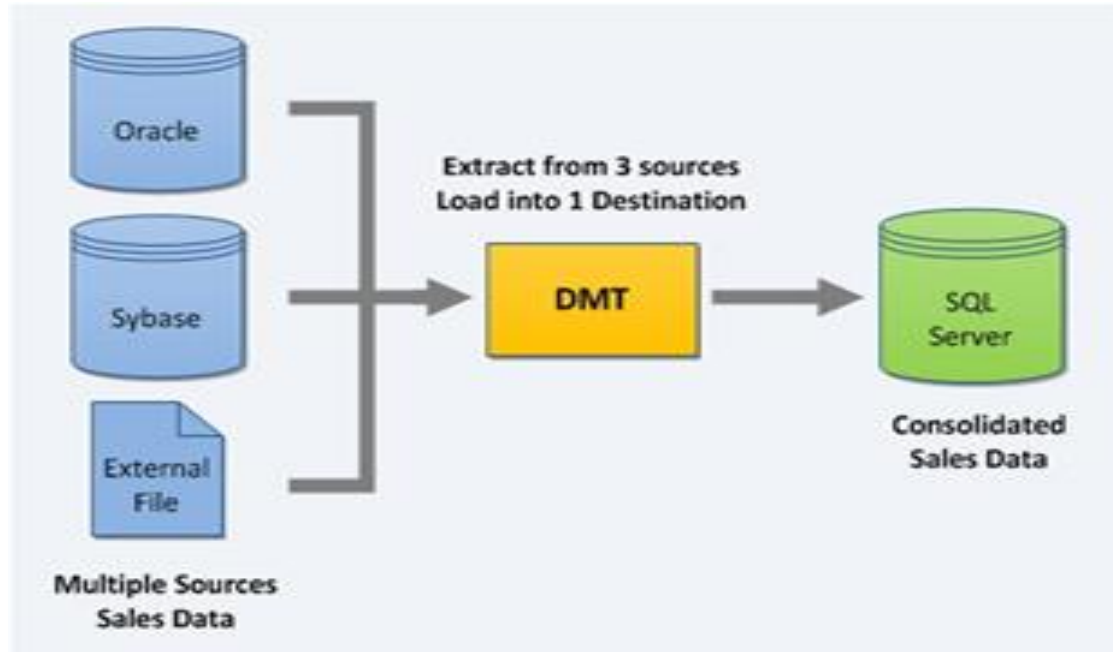 Oracle
Sybase
External
File
Multiple Sources
Sales Data
Extract from 3 sources
Load into 1 Destination
DMT
SQL
Server
Consolidated
Sales Data